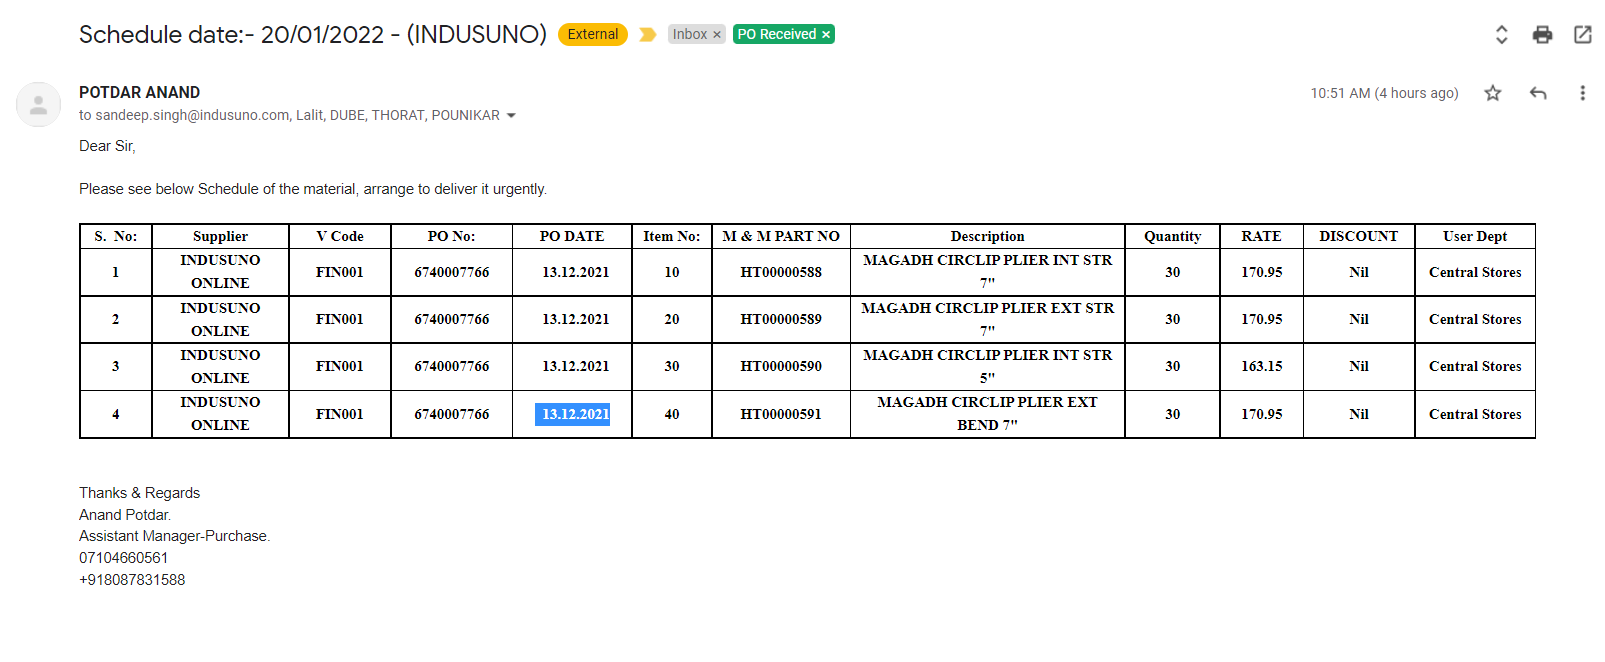 Schedule date:- 20/01/2022 - (INDUSUNO) External Inbox × PO Received ×
POTDAR ANAND 10:51 AM (4 hours ago)
to sandeep.singh@indusuno.com, Lalit, DUBE, THORAT, POUNIKAR
Dear Sir,
Please see below Schedule of the material, arrange to deliver it urgently.
S. No: Supplier V Code PO No: PO DATE Item No: M & M PART NO Description Quantity RATE DISCOUNT User Dept
1 INDUSUNO ONLINE FIN001 6740007766 13.12.2021 10 HT00000588 MAGADH CIRCLIP PLIER INT STR 7" 30 170.95 Nil Central Stores
2 INDUSUNO ONLINE FIN001 6740007766 13.12.2021 20 HT00000589 MAGADH CIRCLIP PLIER EXT STR 7" 30 170.95 Nil Central Stores
3 INDUSUNO ONLINE FIN001 6740007766 13.12.2021 30 HT00000590 MAGADH CIRCLIP PLIER INT STR 5" 30 163.15 Nil Central Stores
4 INDUSUNO ONLINE FIN001 6740007766 13.12.2021 40 HT00000591 MAGADH CIRCLIP PLIER EXT BEND 7" 30 170.95 Nil Central Stores
Thanks & Regards
Anand Potdar.
Assistant Manager-Purchase.
07104660561
+918087831588